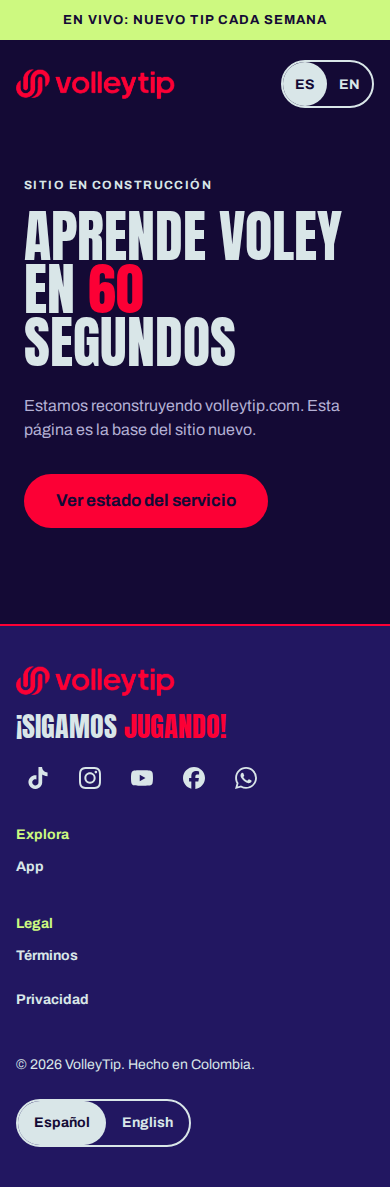 EN VIVO: NUEVO TIP CADA SEMANA
volleytip
ES EN
SITIO EN CONSTRUCCIÓN
APRENDE VOLEY
EN 60
SEGUNDOS
Estamos reconstruyendo volleytip.com. Esta
página es la base del sitio nuevo.
Ver estado del servicio
volleytip
¡SIGAMOS JUGANDO!
Explora
App
Legal
Términos
Privacidad
© 2026 VolleyTip. Hecho en Colombia.
Español English